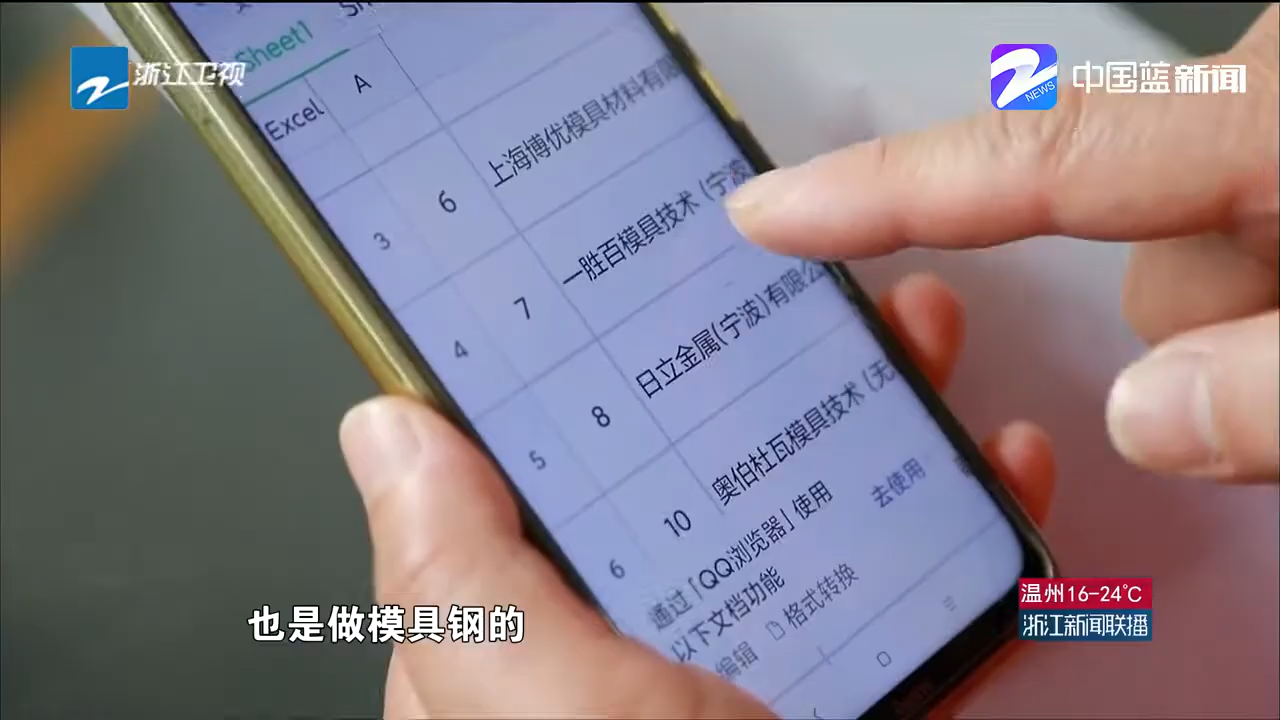 浙江卫视
NEWS
中国蓝新闻
Sheet1
Excel
A
3
6
上海博优模具材料有限
4
7
一胜百模具技术（宁波
5
8
日立金属(宁波)有限公
6
10
奥伯杜瓦模具技术（无
通过「QQ浏览器」使用
以下文档功能
去使用
编辑
格式转换
也是做模具钢的
温州16-24℃
浙江新闻联播